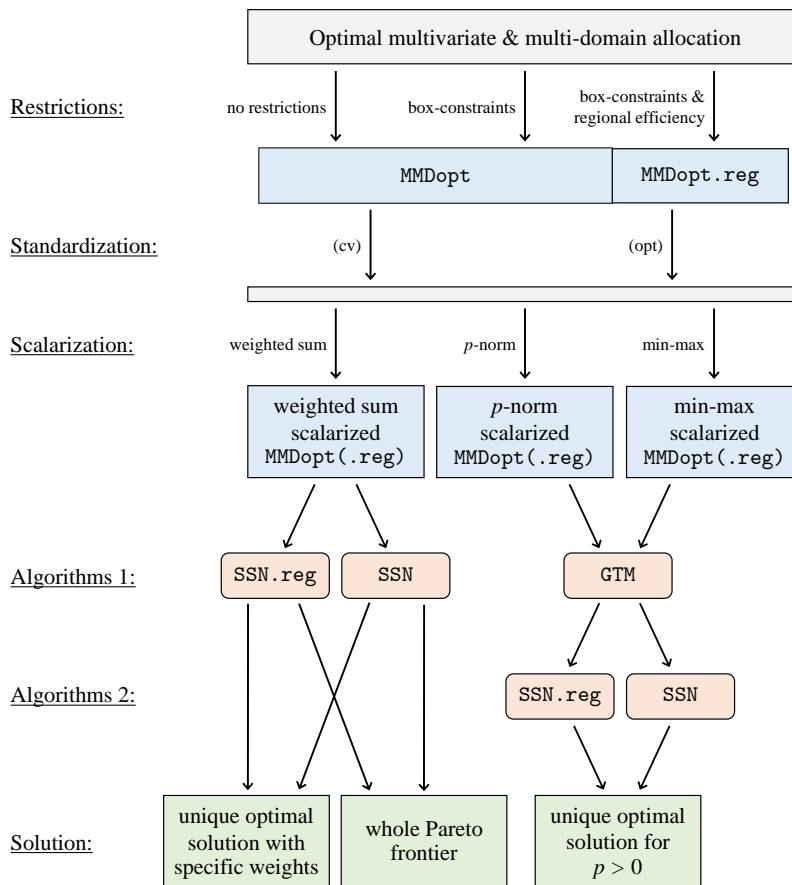 Optimal multivariate & multi-domain allocation
Restrictions:
no restrictions
box-constraints
box-constraints &
regional efficiency
MMDopt
MMDopt.reg
Standardization:
(cv)
(opt)
Scalarization:
weighted sum
p-norm
min-max
weighted sum
scalarized
MMDopt(.reg)
p-norm
scalarized
MMDopt(.reg)
min-max
scalarized
MMDopt(.reg)
Algorithms 1:
SSN.reg
SSN
GTM
Algorithms 2:
SSN.reg
SSN
Solution:
unique optimal
solution with
specific weights
whole Pareto
frontier
unique optimal
solution for
p > 0